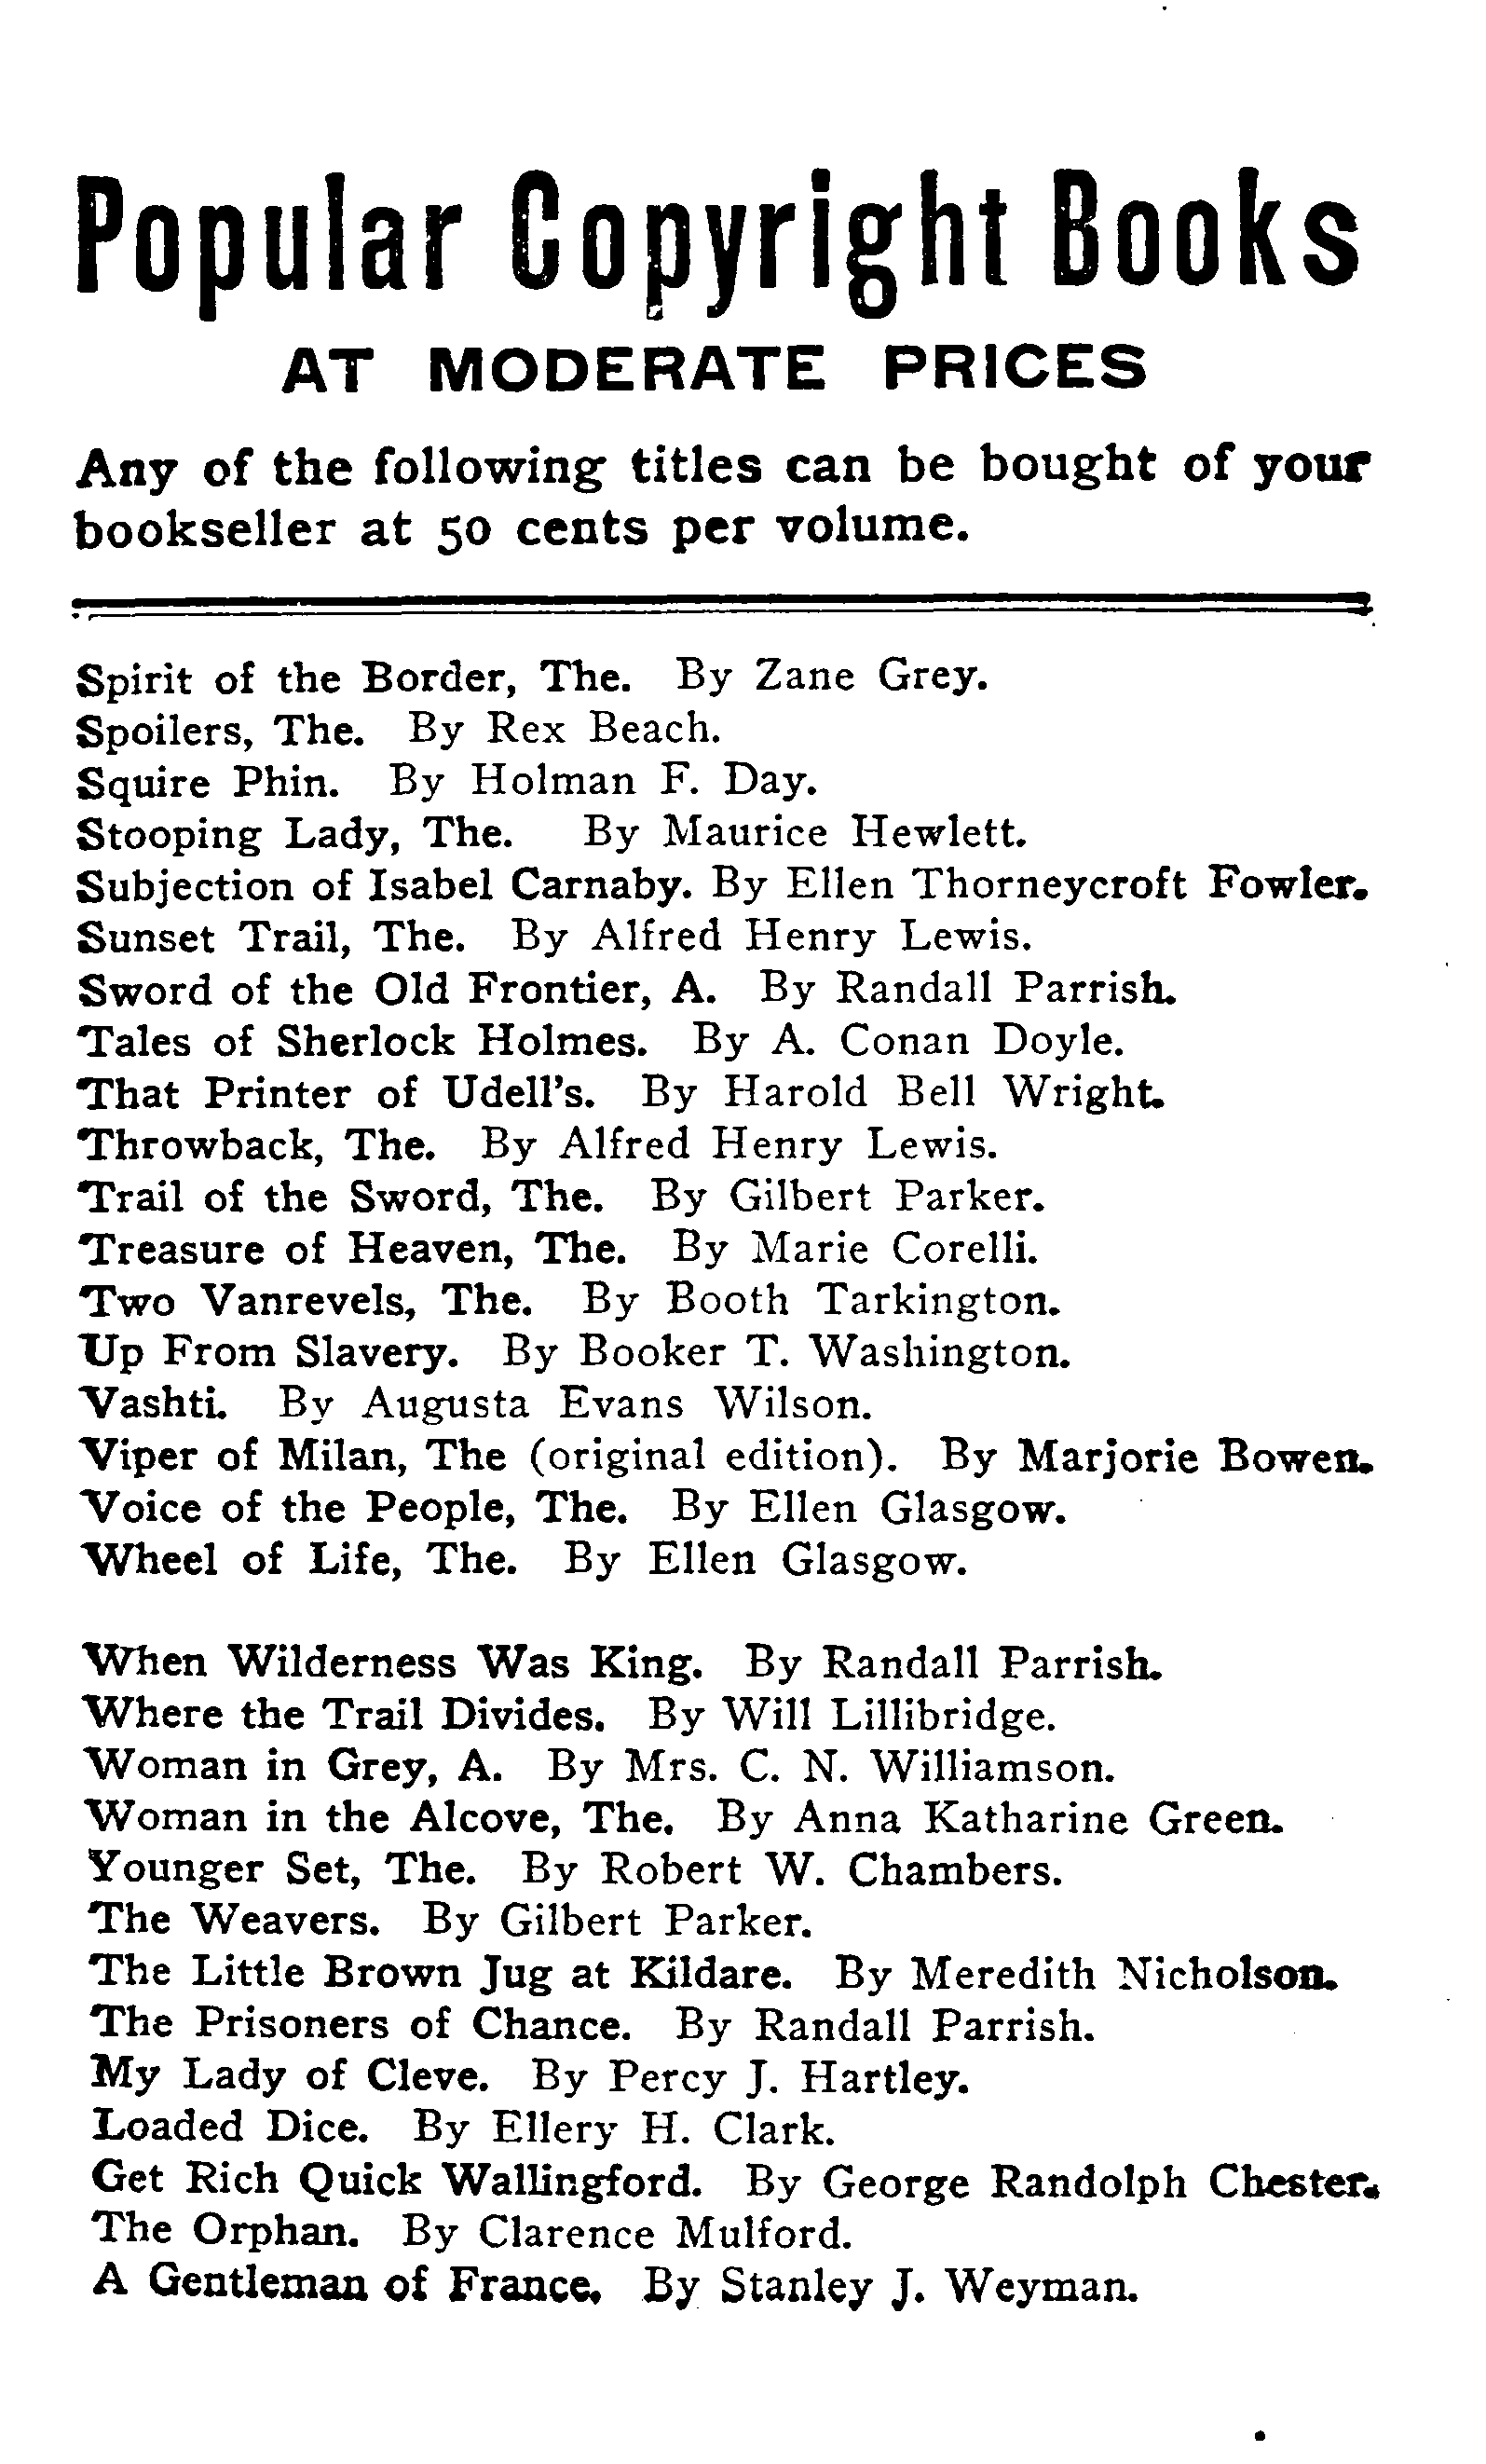 Popular Copyright Books
AT MODERATE PRICES
Any of the following titles can be bought of your
bookseller at 50 cents per volume.
Spirit of the Border, The. By Zane Grey.
Spoilers, The. By Rex Beach.
Squire Phin. By Holman F. Day.
Stooping Lady, The. By Maurice Hewlett.
Subjection of Isabel Carnaby. By Ellen Thorneycroft Fowler.
Sunset Trail, The. By Alfred Henry Lewis.
Sword of the Old Frontier, A. By Randall Parrish.
Tales of Sherlock Holmes. By A. Conan Doyle.
That Printer of Udell's. By Harold Bell Wright.
Throwback, The. By Alfred Henry Lewis.
Trail of the Sword, The. By Gilbert Parker.
Treasure of Heaven, The. By Marie Corelli.
Two Vanrevels, The. By Booth Tarkington.
Up From Slavery. By Booker T. Washington.
Vashti. By Augusta Evans Wilson.
Viper of Milan, The (original edition). By Marjorie Bowen.
Voice of the People, The. By Ellen Glasgow.
Wheel of Life, The. By Ellen Glasgow.
When Wilderness Was King. By Randall Parrish.
Where the Trail Divides. By Will Lillibridge.
Woman in Grey, A. By Mrs. C. N. Williamson.
Woman in the Alcove, The. By Anna Katharine Green.
Younger Set, The. By Robert W. Chambers.
The Weavers. By Gilbert Parker.
The Little Brown Jug at Kildare. By Meredith Nicholson.
The Prisoners of Chance. By Randall Parrish.
My Lady of Cleve. By Percy J. Hartley.
Loaded Dice. By Ellery H. Clark.
Get Rich Quick Wallingford. By George Randolph Chester.
The Orphan. By Clarence Mulford.
A Gentleman of France. By Stanley J. Weyman.